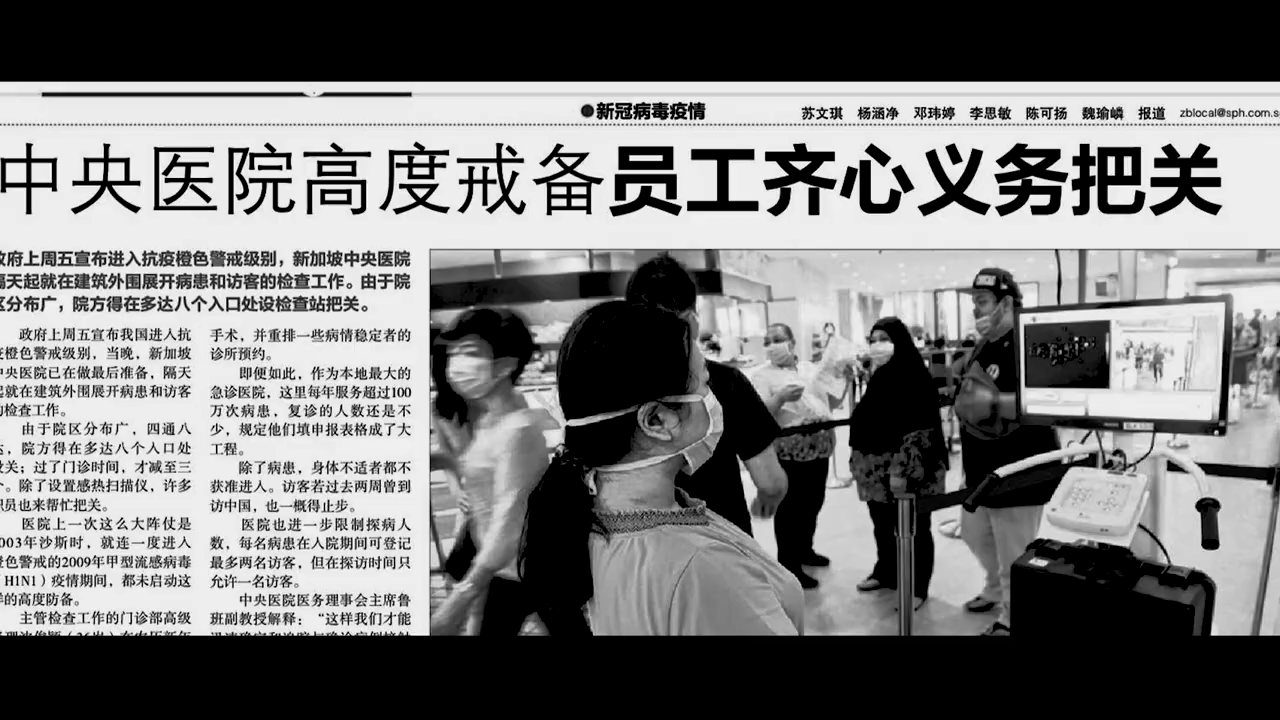 ●新冠病毒疫情
苏文琪 杨涵净 邓玮婷 李思敏 陈可扬 魏瑜嶙 报道 zblocal@sph.com.s
中央医院高度戒备员工齐心义务把关
府上周五宣布进入抗疫橙色警戒级别，新加坡中央医院
天起就在建筑外围展开病患和访客的检查工作。由于院
区分布广，院方得在多达八个入口处设检查站把关。
政府上周五宣布我国进入抗
橙色警戒级别，当晚，新加坡
中央医院已在做最后准备，隔天
起就在建筑外围展开病患和访客
的检查工作。
由于院区分布广，四通八
，院方得在多达八个入口处
关；过了门诊时间，才减至三
。除了设置感热扫描仪，许多
职员也来帮忙把关。
医院上一次这么大阵仗是
003年沙斯时，就连一度进入
橙色警戒的2009年甲型流感病毒
H1N1）疫情期间，都未启动这
样的高度防备。
主管检查工作的门诊部高级
手术，并重排一些病情稳定者的
诊所预约。
即便如此，作为本地最大的
急诊医院，这里每年服务超过100
万次病患，复诊的人数还是不
少，规定他们填申报表格成了大
工程。
除了病患，身体不适者都不
获准进入。访客若过去两周曾到
访中国，也一概得止步。
医院也进一步限制探病人
数，每名病患在入院期间可登记
最多两名访客，但在探访时间只
允许一名访客。
中央医院医务理事会主席鲁
班副教授解释：“这样我们才能